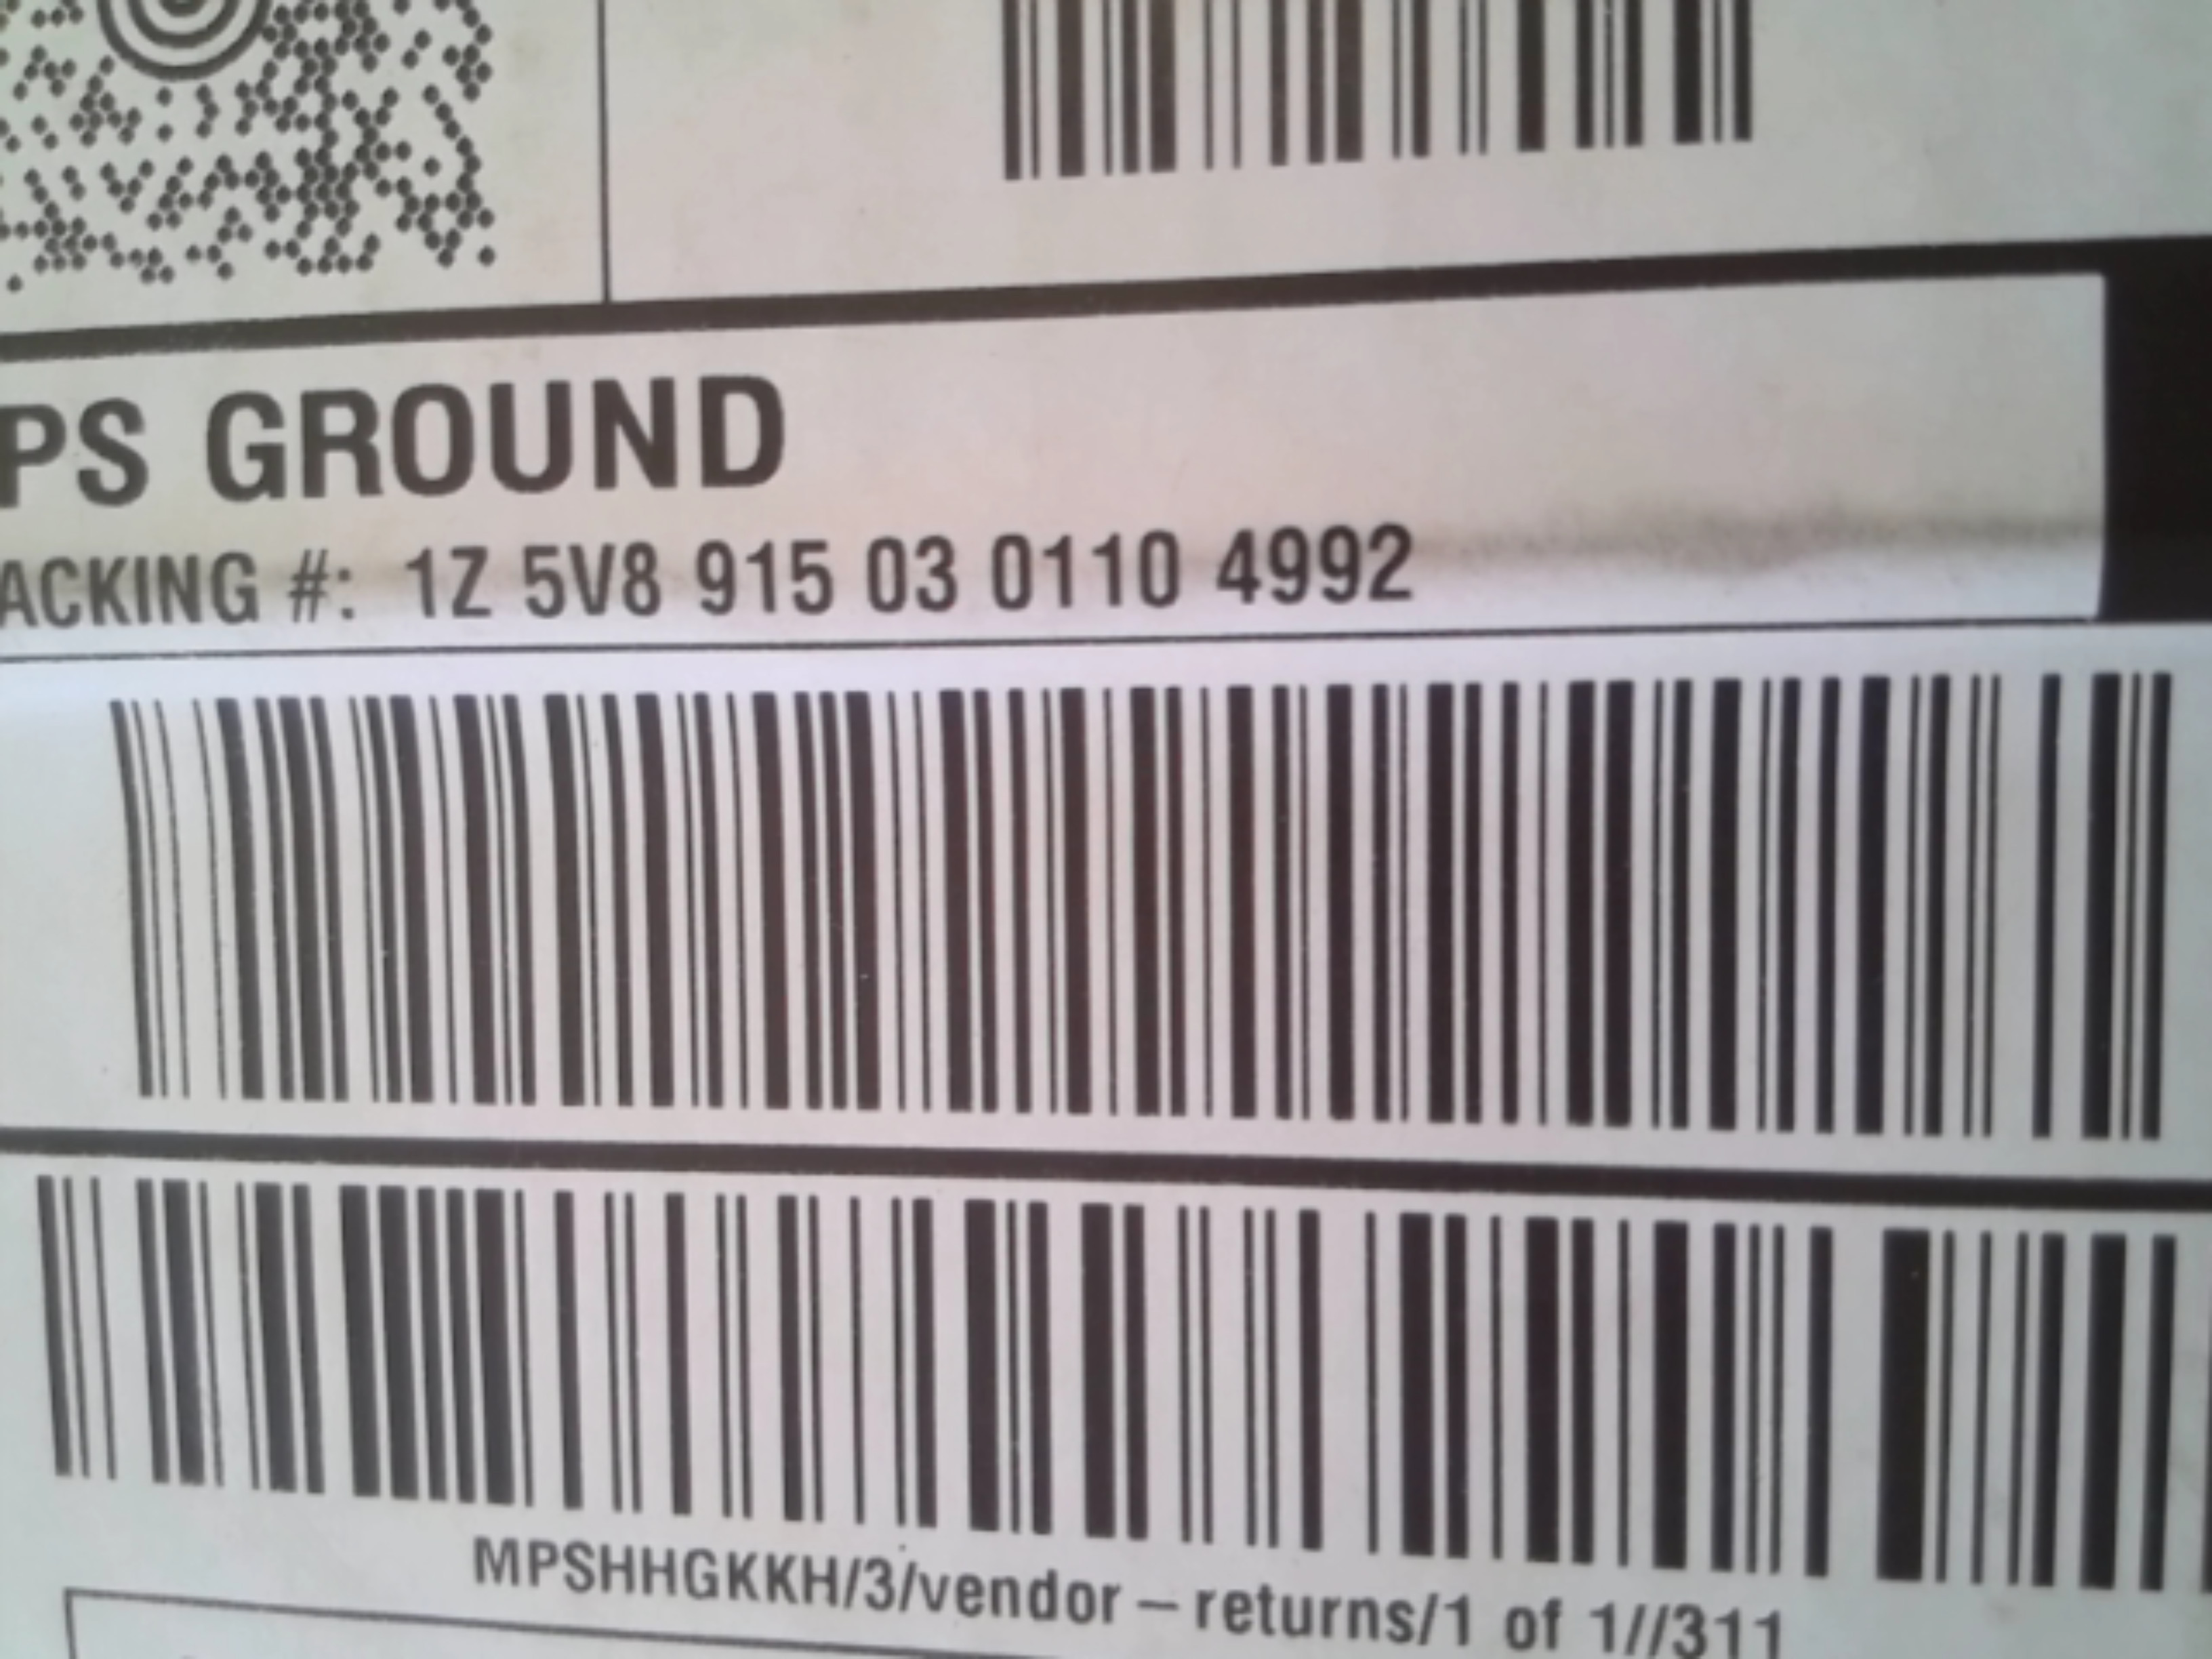 PS GROUND
ACKING #: 1Z 5V8 915 03 0110 4992
MPSHHGKKH/3/vendor – returns/1 of 1//311